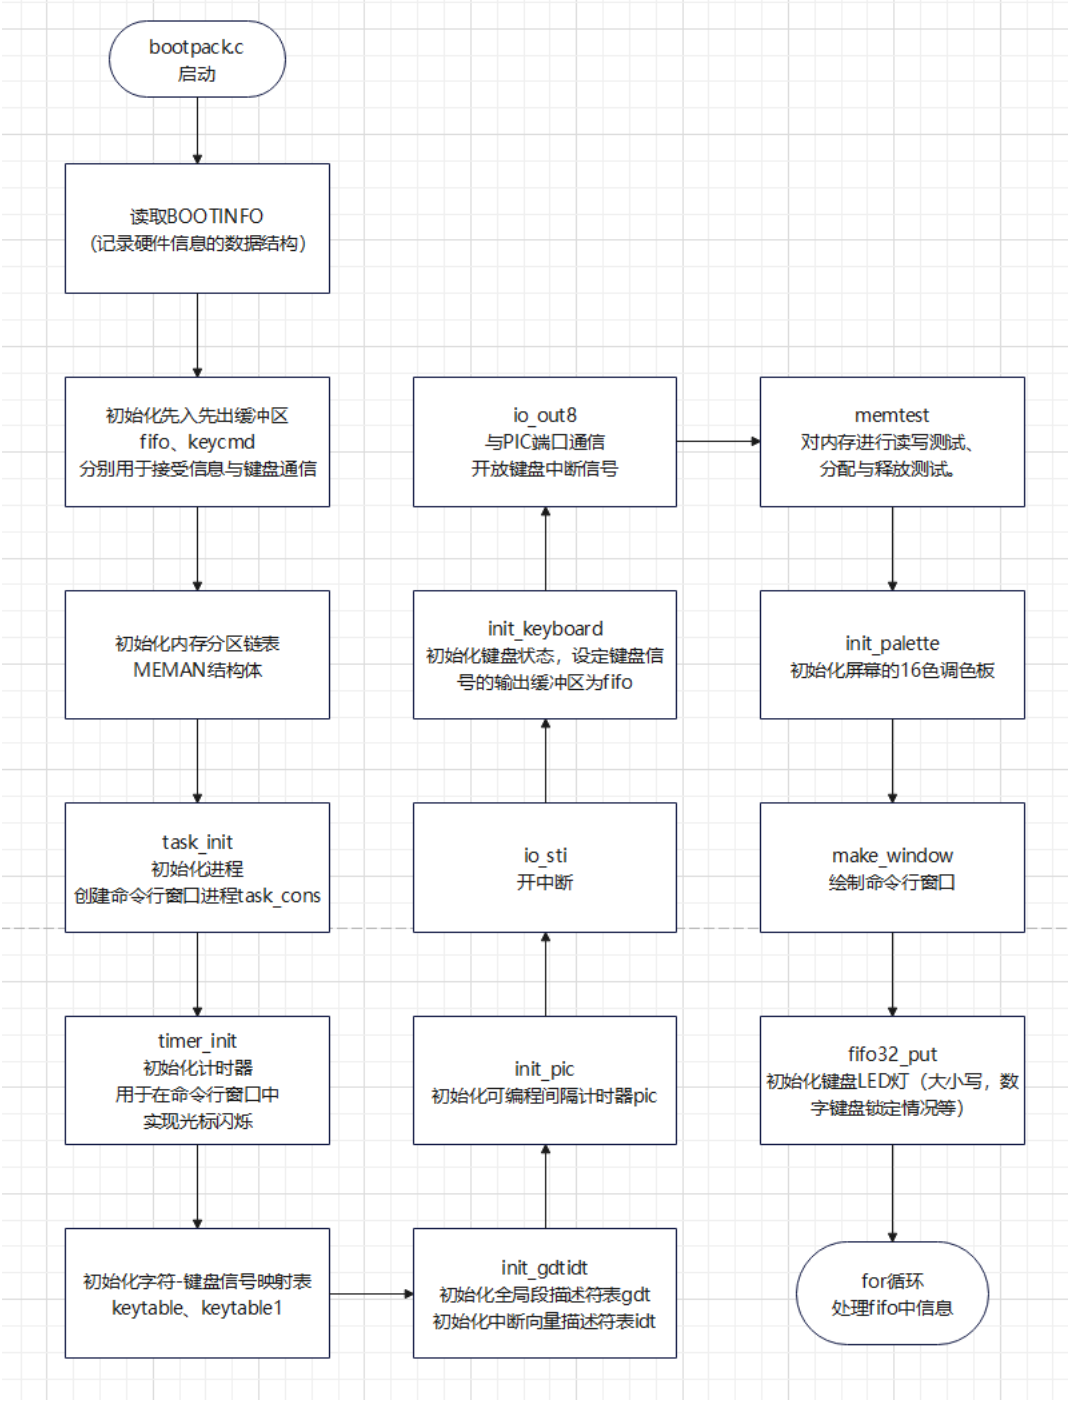 bootpack.c
启动
读取BOOTINFO
（记录硬件信息的数据结构）
初始化先入先出缓冲区
fifo、keycmd
分别用于接受信息与键盘通信
初始化内存分区链表
MEMAN结构体
task_init
初始化进程
创建命令行窗口进程task_cons
timer_init
初始化计时器
用于在命令行窗口中
实现光标闪烁
初始化字符-键盘信号映射表
keytable、keytable1
init_gdtidt
初始化全局段描述符表gdt
初始化中断向量描述符表idt
init_pic
初始化可编程间隔计时器pic
io_sti
开中断
init_keyboard
初始化键盘状态，设定键盘信
号的输出缓冲区为fifo
io_out8
与PIC端口通信
开放键盘中断信号
memtest
对内存进行读写测试、
分配与释放测试。
init_palette
初始化屏幕的16色调色板
make_window
绘制命令行窗口
fifo32_put
初始化键盘LED灯（大小写，数
字键盘锁定情况等）
for循环
处理fifo中信息